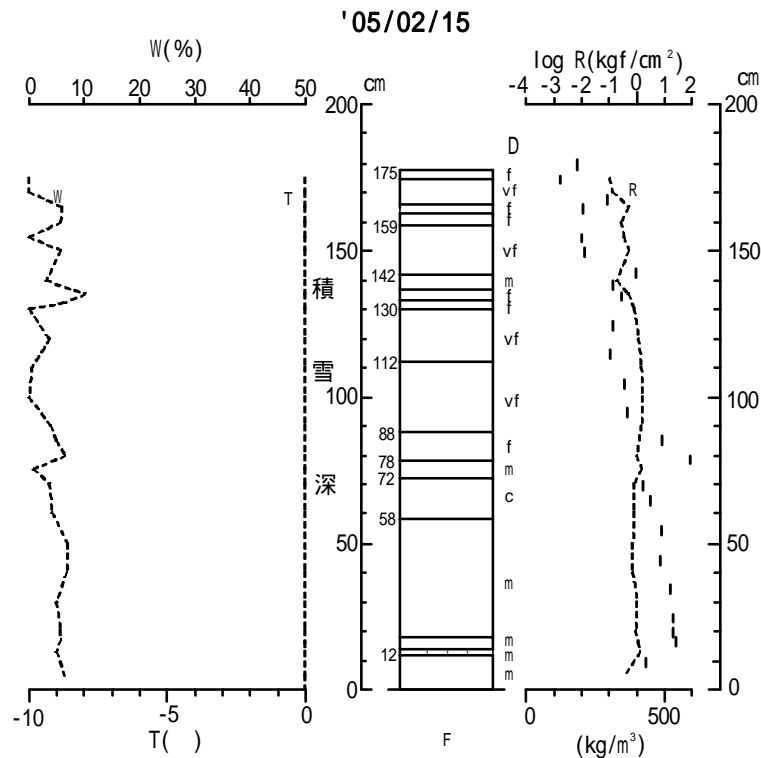 '05/02/15
W(%)
0 10 20 30 40 50
cm
log R(kgf/cm²)
-4 -3 -2 -1 0 1 2
cm
200
150
100
50
0
積
雪
深
W
T
175
159
142
130
112
88
78
72
58
12
D
f
vf
f
f
vf
m
f
f
vf
vf
f
m
c
m
m
m
m
F
R
200
150
100
50
0
-10 -5 0
T( )
0 500
(kg/m³)